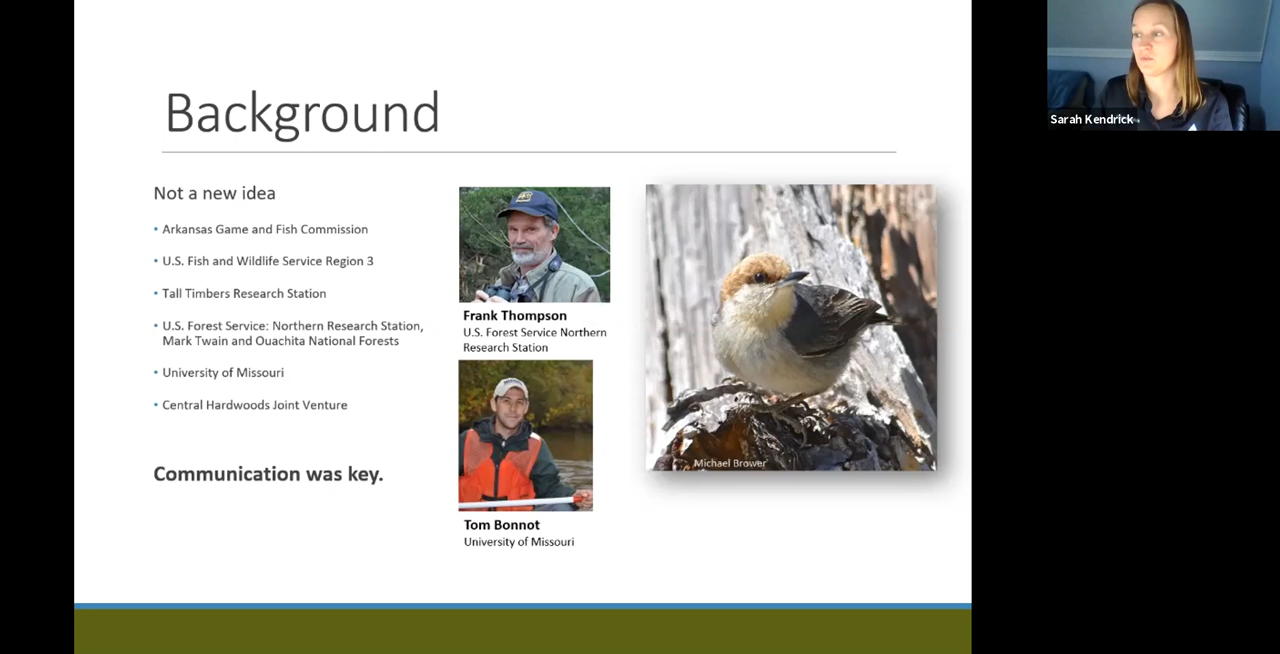 Background
Not a new idea
• Arkansas Game and Fish Commission
• U.S. Fish and Wildlife Service Region 3
• Tall Timbers Research Station
• U.S. Forest Service: Northern Research Station,
Mark Twain and Ouachita National Forests
• University of Missouri
• Central Hardwoods Joint Venture
Communication was key.
Frank Thompson
U.S. Forest Service Northern
Research Station
Tom Bonnot
University of Missouri
Michael Brower
Sarah Kendrick